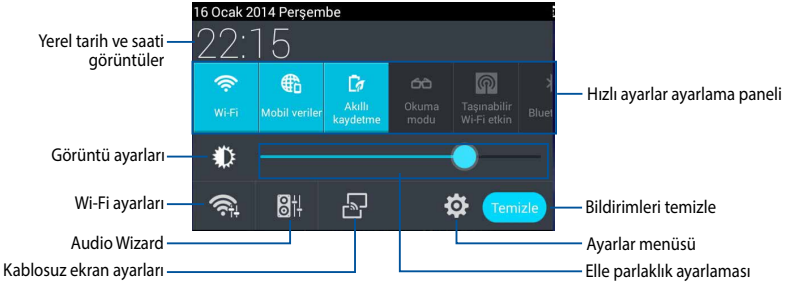 16 Ocak 2014 Perşembe
Yerel tarih ve saati
görüntüler
22:15
Wi-Fi
Mobil veriler
Akıllı
kaydetme
Okuma
modu
Taşınabilir
Wi-Fi etkin
Bluet
Hızlı ayarlar ayarlama paneli
Görüntü ayarları
Wi-Fi ayarları
Temizle
Bildirimleri temizle
Audio Wizard
Ayarlar menüsü
Kablosuz ekran ayarları
Elle parlaklık ayarlaması